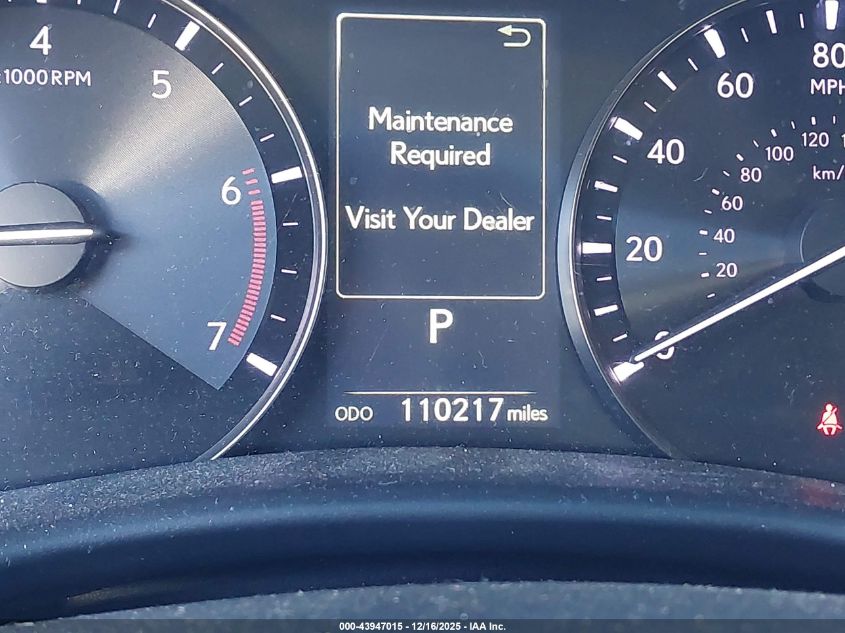 4
x1000 RPM
5
6
7
Maintenance
Required
Visit Your Dealer
P
ODO 110217 miles
80
MPH
60
40
20
0
120
100
80
60
40
20
km/
000-43947015 - 12/16/2025 - IAA Inc.